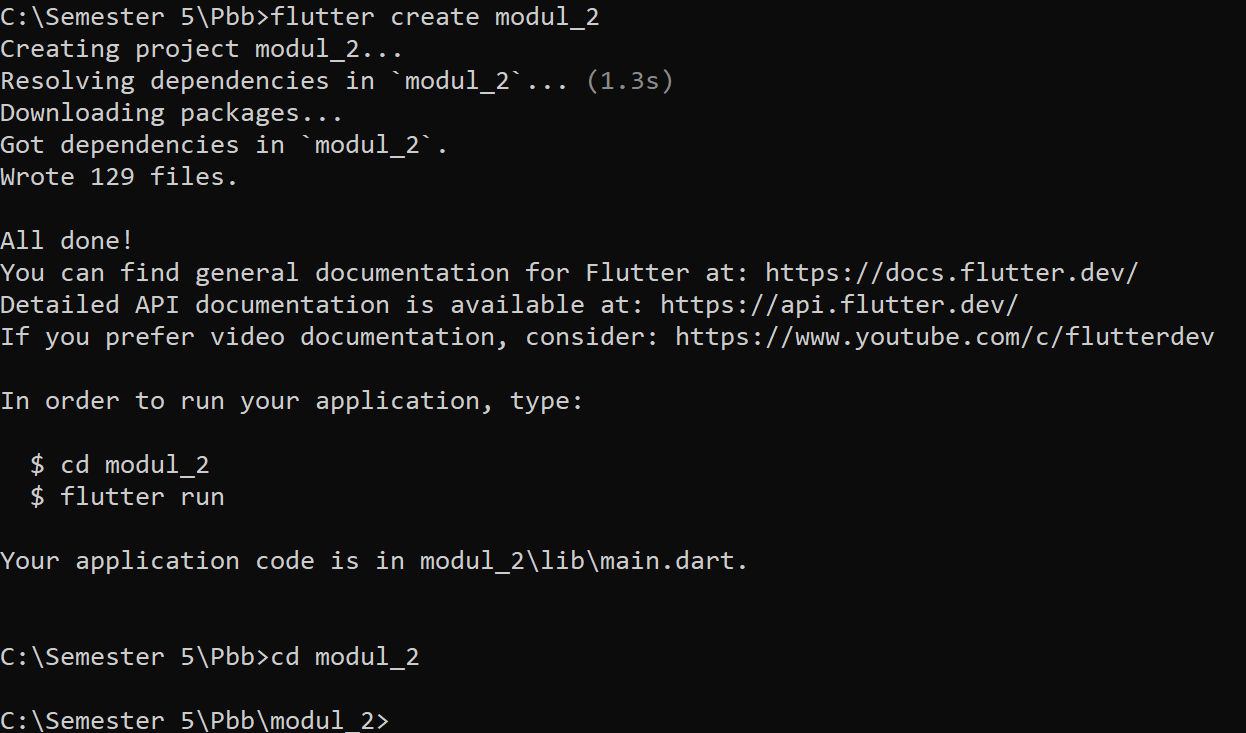 C:\Semester 5\Pbb>flutter create modul_2
Creating project modul_2...
Resolving dependencies in `modul_2`... (1.3s)
Downloading packages...
Got dependencies in `modul_2`.
Wrote 129 files.
All done!
You can find general documentation for Flutter at: https://docs.flutter.dev/
Detailed API documentation is available at: https://api.flutter.dev/
If you prefer video documentation, consider: https://www.youtube.com/c/flutterdev
In order to run your application, type:
$ cd modul_2
$ flutter run
Your application code is in modul_2\lib\main.dart.
C:\Semester 5\Pbb>cd modul_2
C:\Semester 5\Pbb\modul_2>